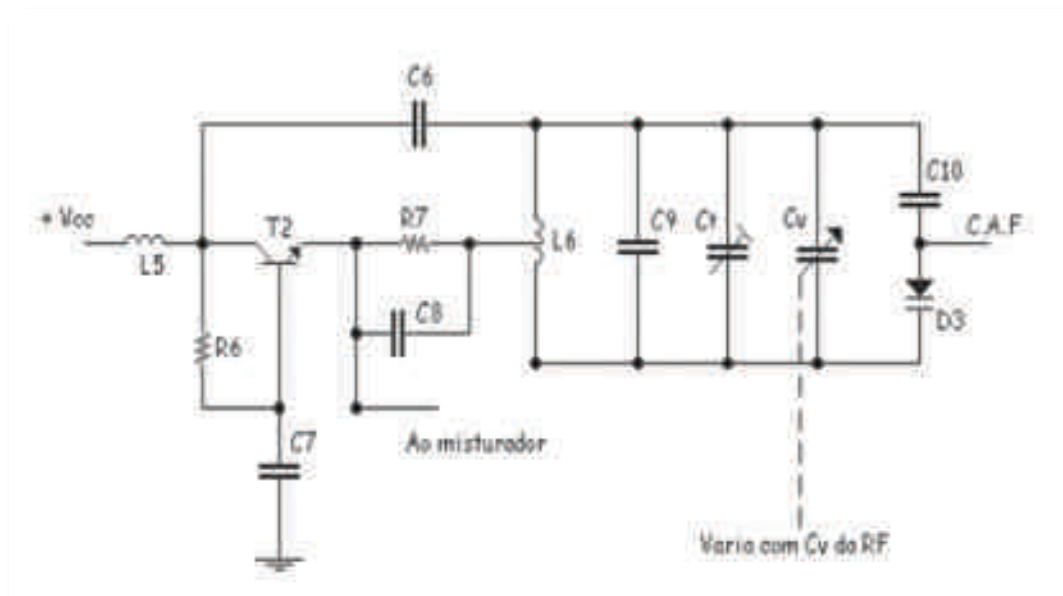 C6
C10
+ Vcc
T2
R7
C9
Ct
Cv
C.A.F
L5
L6
C8
D3
R6
C7
Ao misturador
Varia com Cv do RF